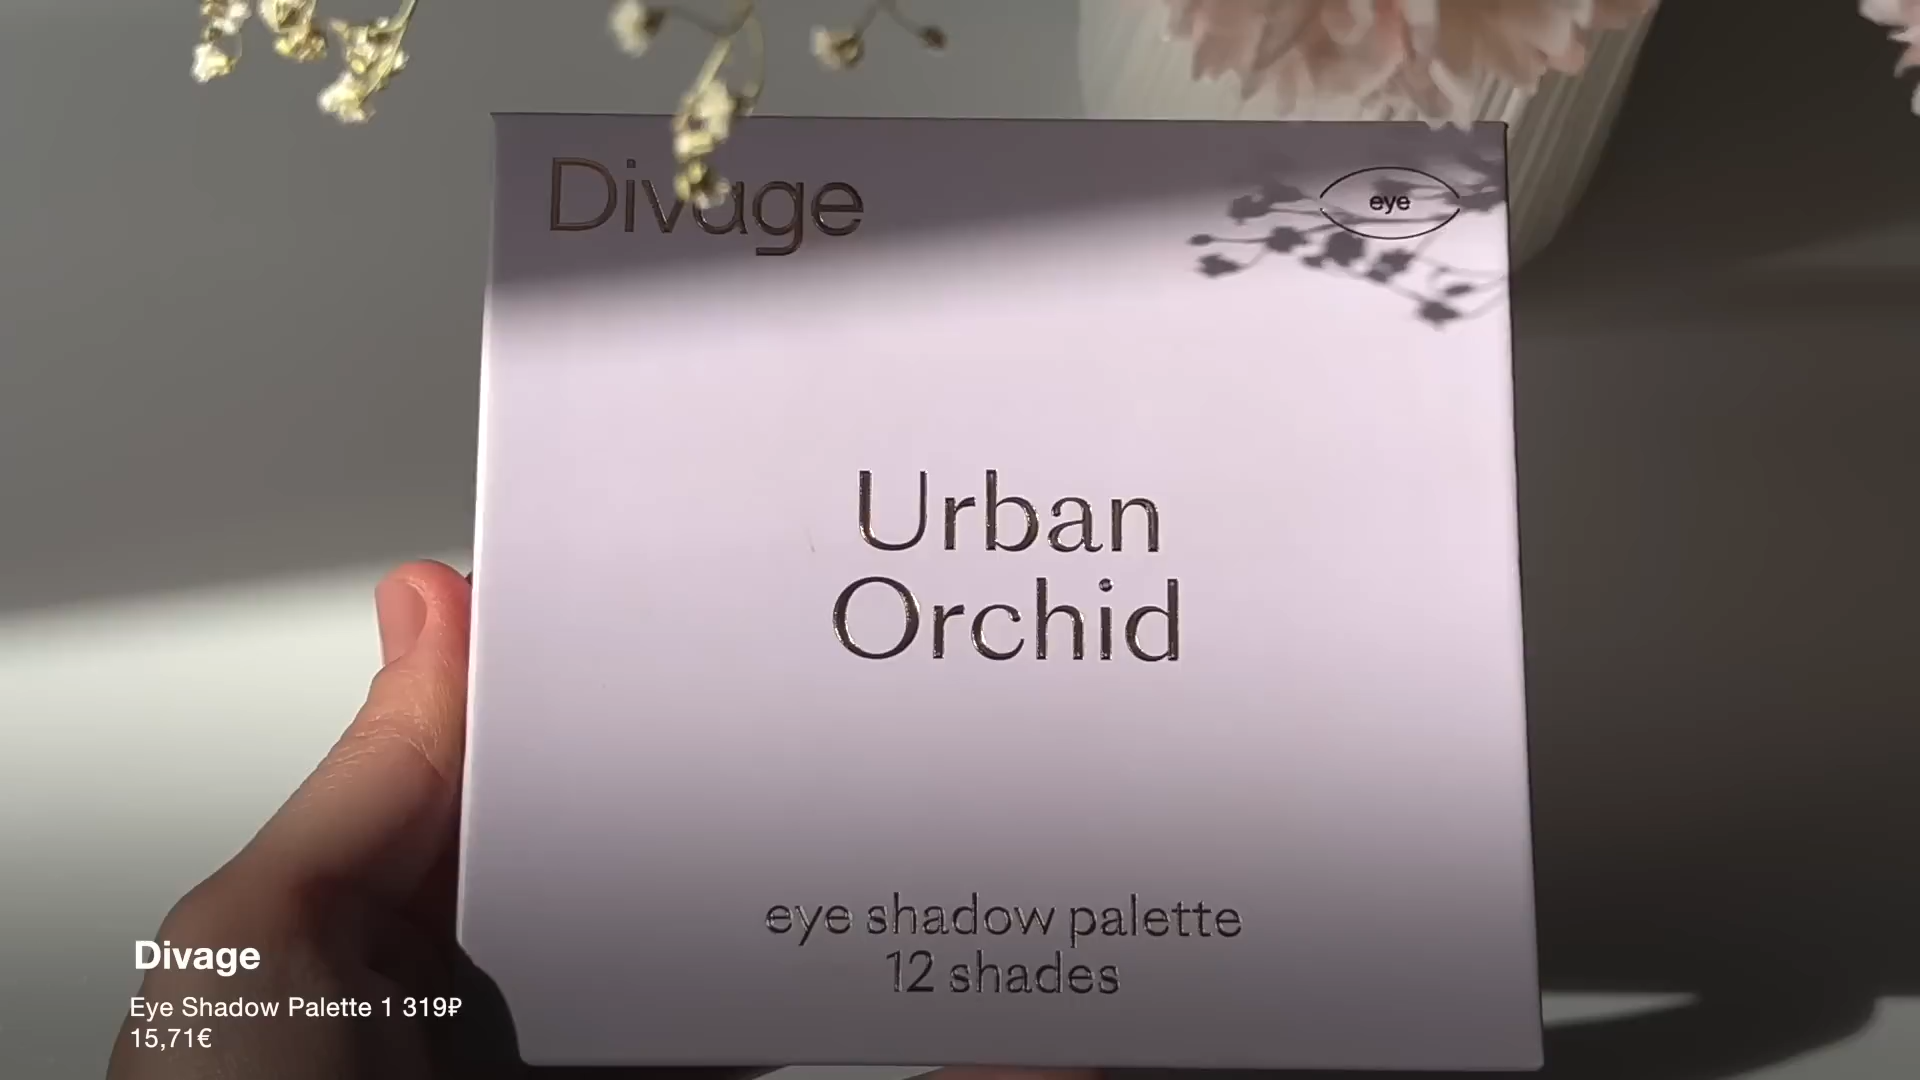 Divage
eye
Urban
Orchid
eye shadow palette
12 shades
Divage
Eye Shadow Palette 1 319₽
15,71€